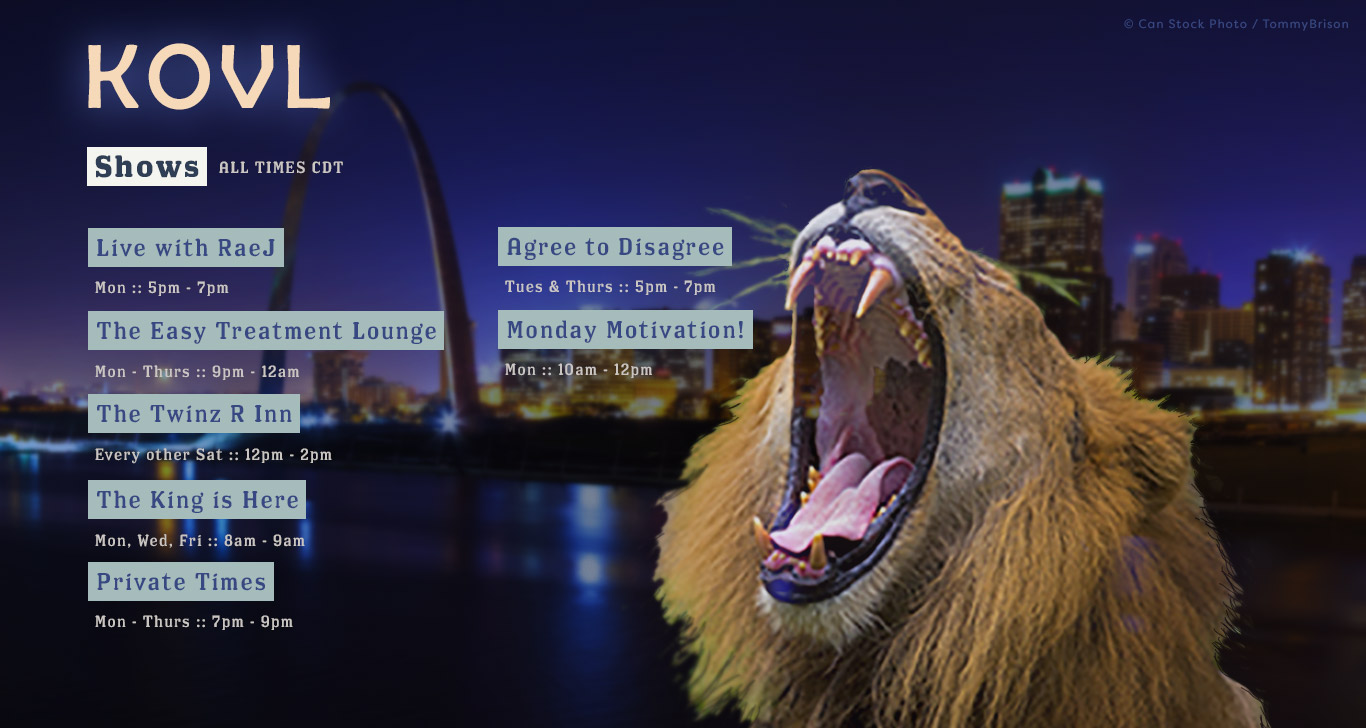 © Can Stock Photo / TommyBrison
KOVL
Shows ALL TIMES CDT
Live with RaeJ
Mon :: 5pm - 7pm
The Easy Treatment Lounge
Mon - Thurs :: 9pm - 12am
The Twinz R Inn
Every other Sat :: 12pm - 2pm
The King is Here
Mon, Wed, Fri :: 8am - 9am
Private Times
Mon - Thurs :: 7pm - 9pm
Agree to Disagree
Tues & Thurs :: 5pm - 7pm
Monday Motivation!
Mon :: 10am - 12pm